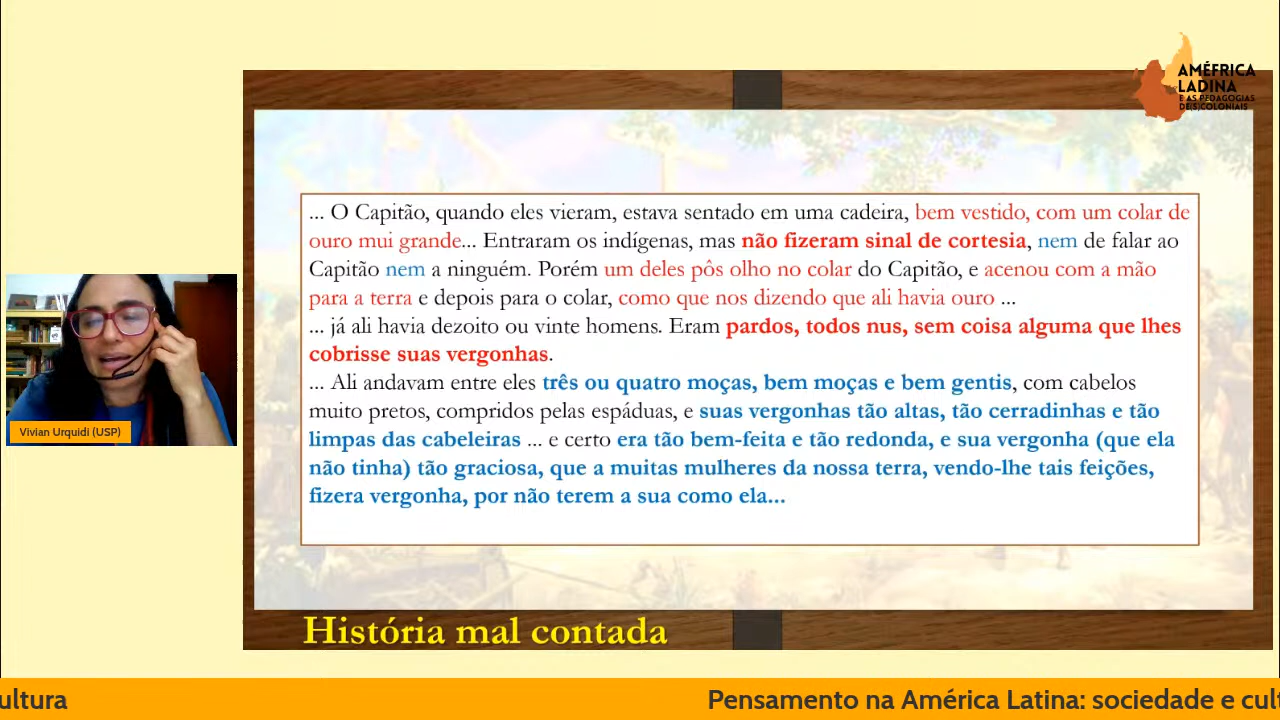 AMÉFRICA
LADINA
E AS PEDAGOGIAS
DE(S)COLONIAIS
... O Capitão, quando eles vieram, estava sentado em uma cadeira, bem vestido, com um colar de
ouro mui grande... Entraram os indígenas, mas não fizeram sinal de cortesia, nem de falar ao
Capitão nem a ninguém. Porém um deles pôs olho no colar do Capitão, e acenou com a mão
para a terra e depois para o colar, como que nos dizendo que ali havia ouro ...
... já ali havia dezoito ou vinte homens. Eram pardos, todos nus, sem coisa alguma que lhes
cobrisse suas vergonhas.
... Ali andavam entre eles três ou quatro moças, bem moças e bem gentis, com cabelos
muito pretos, compridos pelas espáduas, e suas vergonhas tão altas, tão cerradinhas e tão
limpas das cabeleiras ... e certo era tão bem-feita e tão redonda, e sua vergonha (que ela
não tinha) tão graciosa, que a muitas mulheres da nossa terra, vendo-lhe tais feições,
fizera vergonha, por não terem a sua como ela...
Vivian Urquidi (USP)
História mal contada
ultura Pensamento na América Latina: sociedade e cult